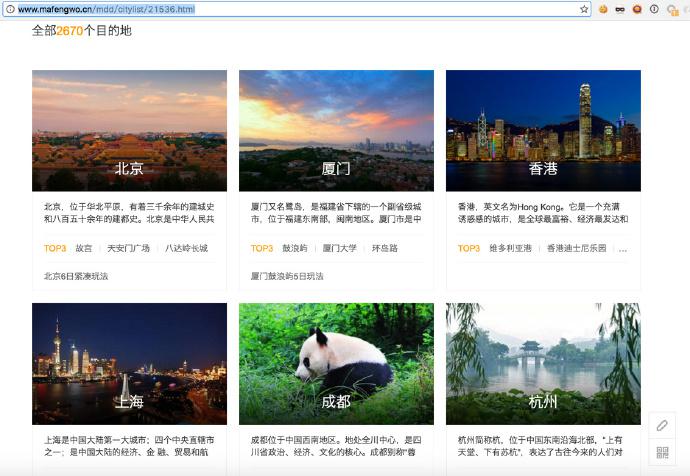 www.mafengwo.cn/mdd/citylist/21536.html
全部2670个目的地
北京
厦门
香港
北京，位于华北平原，有着三千余年的建城史
和八百五十余年的建都史。北京是中华人民共
厦门又名鹭岛，是福建省下辖的一个副省级城
市，位于福建东南部，闽南地区。厦门市是中
香港，英文名为Hong Kong。它是一个充满
诱惑感的城市，是全球最富裕、经济最发达和
TOP3 故宫 | 天安门广场 | 八达岭长城
TOP3 鼓浪屿 | 厦门大学 | 环岛路
TOP3 维多利亚港 | 香港迪士尼乐园 | ...
北京6日紧凑玩法
厦门鼓浪屿5日玩法
上海
成都
杭州
上海是中国大陆第一大城市；四个中央直辖市
之一；是中国大陆的经济、金 融、贸易和航
成都位于中国西南地区。地处全川中心，是四
川省政治、经济、文化的核心。成都别称"蓉
杭州简称杭，位于中国东南沿海北部，"上有
天堂、下有苏杭"，表达了古往今来的人们对